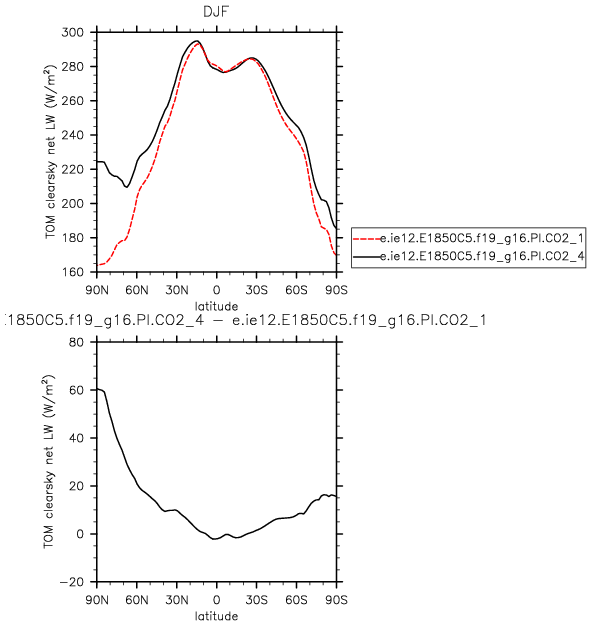 DJF
300
280
260
240
220
200
180
160
TOM clearsky net LW (W/m²)
90N 60N 30N 0 30S 60S 90S
latitude
e.ie12.E1850C5.f19_g16.PI.CO2_1
e.ie12.E1850C5.f19_g16.PI.CO2_4
.1850C5.f19_g16.PI.CO2_4 − e.ie12.E1850C5.f19_g16.PI.CO2_1
80
60
40
20
0
−20
TOM clearsky net LW (W/m²)
90N 60N 30N 0 30S 60S 90S
latitude